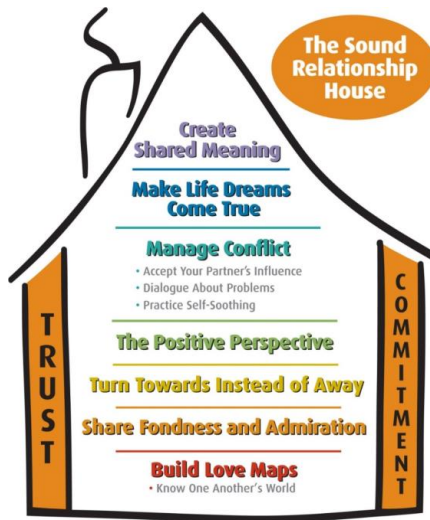 The Sound
Relationship
House
Create
Shared Meaning
Make Life Dreams
Come True
Manage Conflict
• Accept Your Partner's Influence
• Dialogue About Problems
• Practice Self-Soothing
The Positive Perspective
Turn Towards Instead of Away
Share Fondness and Admiration
Build Love Maps
• Know One Another's World
TRUST
COMMITMENT